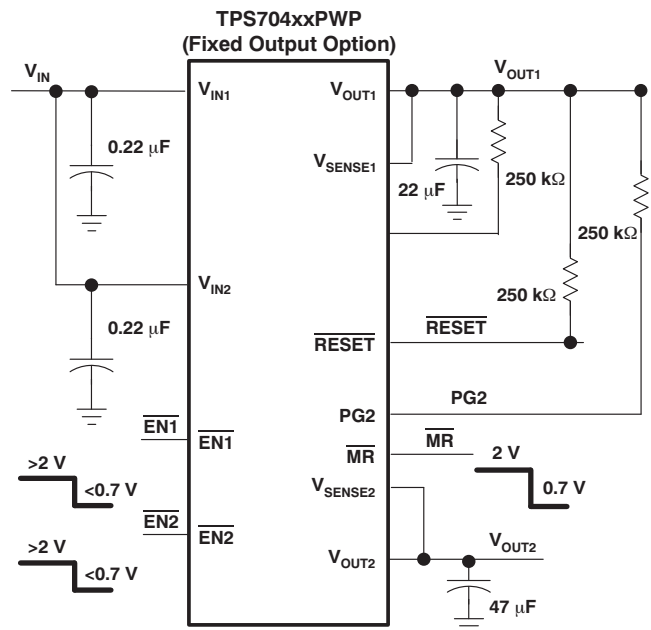 TPS704xxPWP
(Fixed Output Option)
VIN
VIN1
VOUT1
VOUT1
0.22 μF
VSENSE1
22 μF
250 kΩ
250 kΩ
250 kΩ
VIN2
0.22 μF
RESET
RESET
PG2
PG2
EN1
EN1
MR
MR
2 V
0.7 V
>2 V
<0.7 V
VSENSE2
EN2
EN2
VOUT2
VOUT2
>2 V
<0.7 V
47 μF